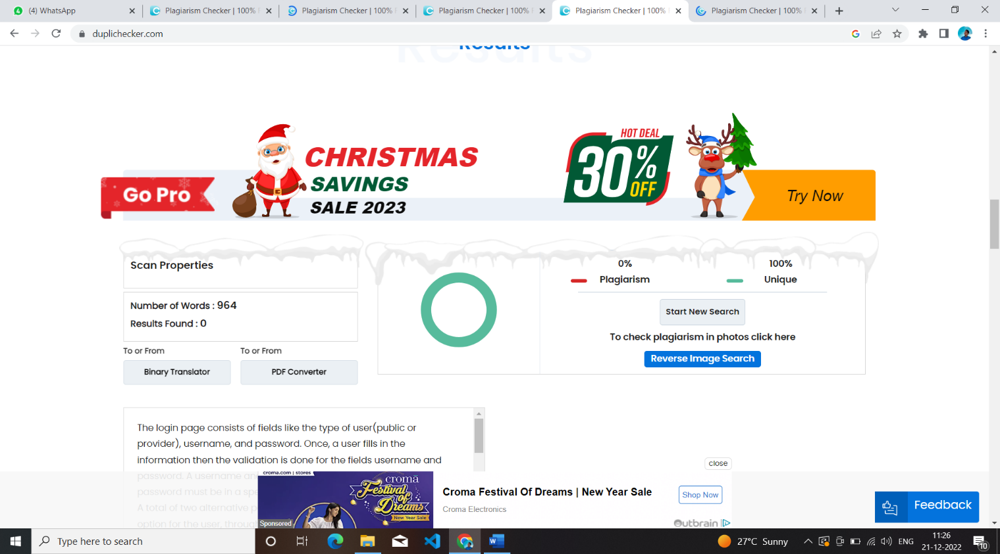 (4) WhatsApp
Plagiarism Checker | 100%
Plagiarism Checker | 100%
Plagiarism Checker | 100%
Plagiarism Checker | 100%
Plagiarism Checker | 100%
duplichecker.com
Results
HOT DEAL
30% OFF
CHRISTMAS
SAVINGS
SALE 2023
Go Pro
Try Now
Scan Properties
0%
Plagiarism
100%
Unique
Number of Words : 964
Results Found : 0
Start New Search
To check plagiarism in photos click here
Reverse Image Search
To or From
To or From
Binary Translator
PDF Converter
The login page consists of fields like the type of user(public or
provider), username, and password. Once, a user fills in the
information then the validation is done for the fields username and
password. A username an
password must be in a spe
A total of two alternative p
option for the user, throu
close
croma.com | stores
cromā
Festival
of
Dreams
New Year Sale
Sponsored
Croma Festival Of Dreams | New Year Sale
Croma Electronics
Shop Now
Outbrain
Feedback
Type here to search
27°C Sunny
ENG
11:26
21-12-2022
10